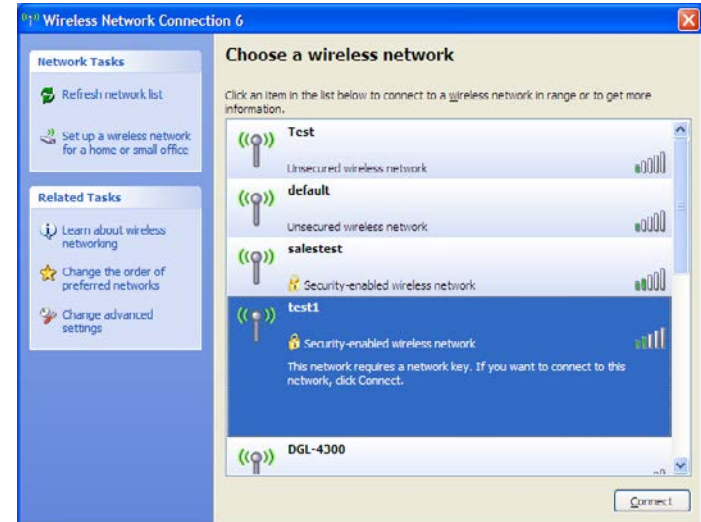 Wireless Network Connection 6
Network Tasks
Refresh network list
Set up a wireless network
for a home or small office
Related Tasks
Learn about wireless
networking
Change the order of
preferred networks
Change advanced
settings
Choose a wireless network
Click an item in the list below to connect to a wireless network in range or to get more
information.
Test
Unsecured wireless network
default
Unsecured wireless network
salestest
Security-enabled wireless network
test1
Security-enabled wireless network
This network requires a network key. If you want to connect to this
network, click Connect.
DGL-4300
Connect